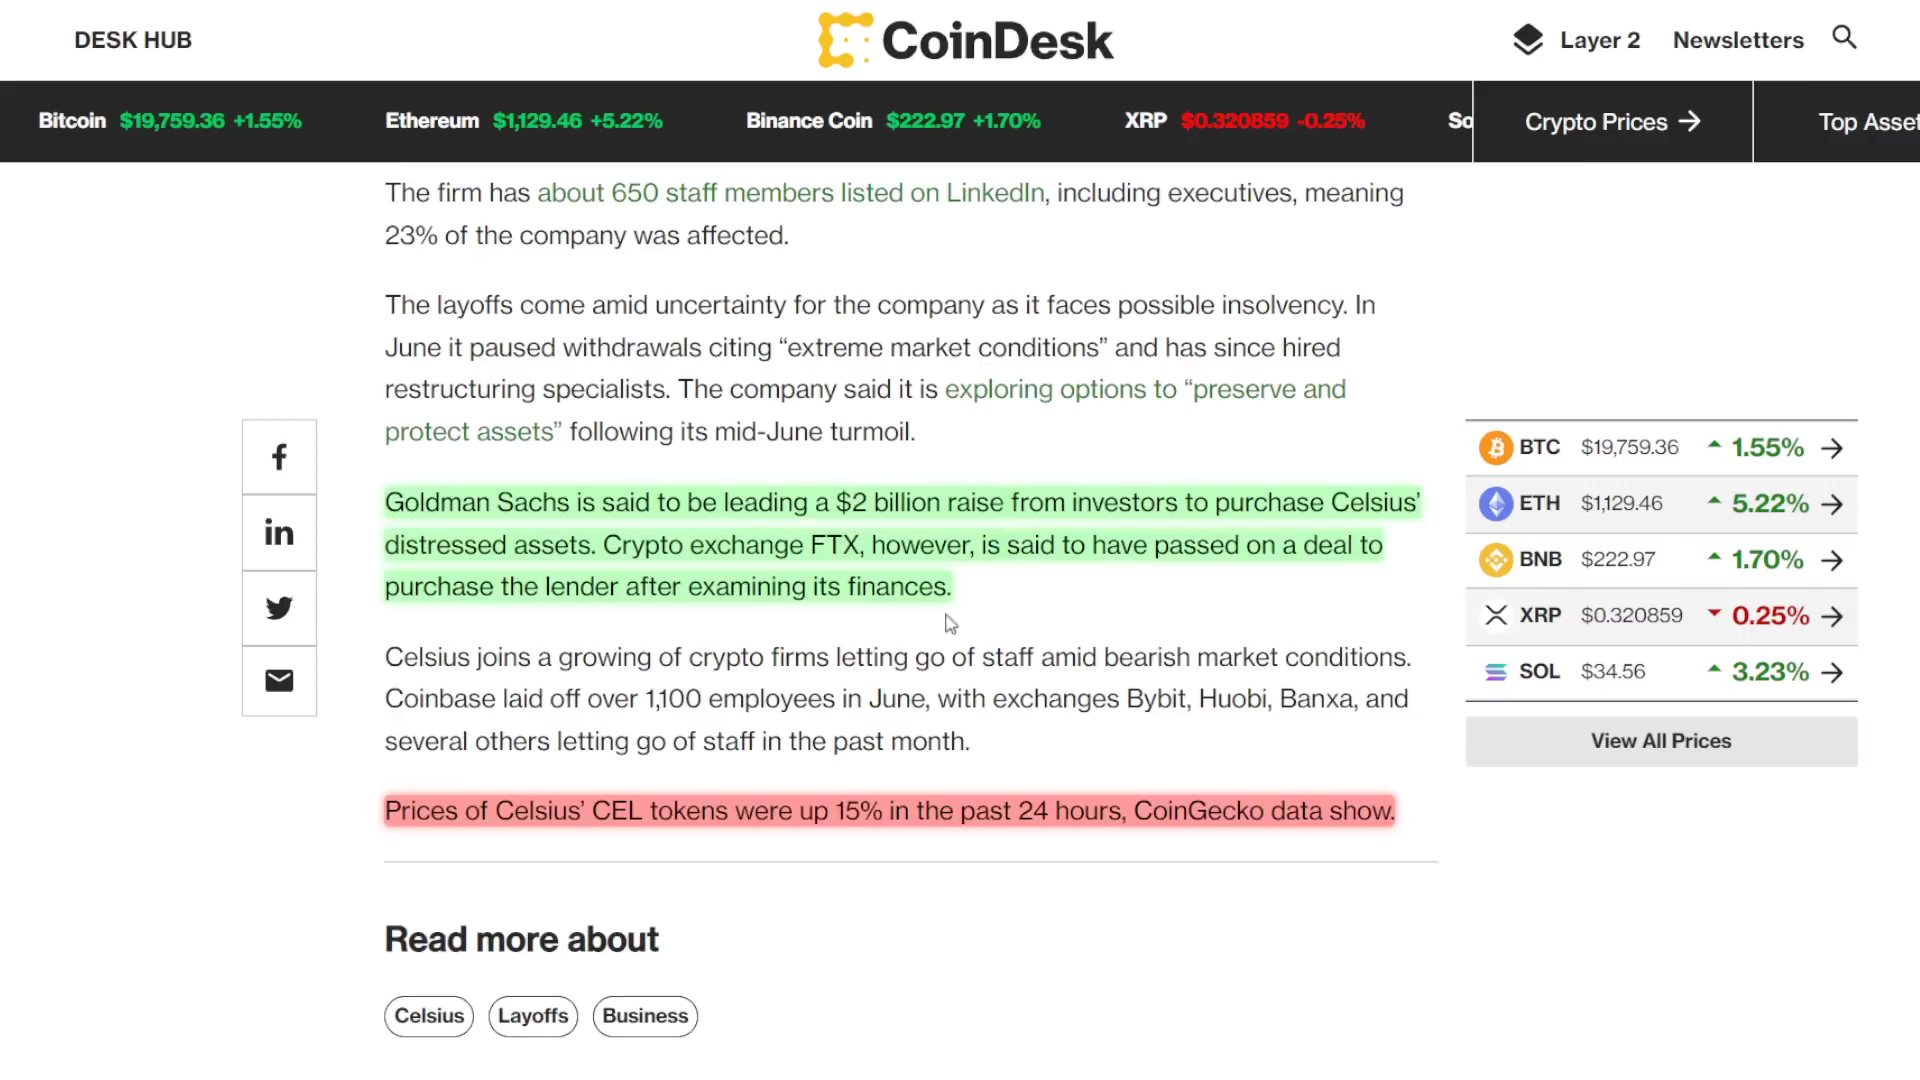 DESK HUB
CoinDesk
Layer 2
Newsletters
Bitcoin $19,759.36 +1.55%
Ethereum $1,129.46 +5.22%
Binance Coin $222.97 +1.70%
XRP $0.320859 -0.25%
So
Crypto Prices →
Top Asset
The firm has about 650 staff members listed on LinkedIn, including executives, meaning
23% of the company was affected.
The layoffs come amid uncertainty for the company as it faces possible insolvency. In
June it paused withdrawals citing “extreme market conditions” and has since hired
restructuring specialists. The company said it is exploring options to “preserve and
protect assets” following its mid-June turmoil.
Goldman Sachs is said to be leading a $2 billion raise from investors to purchase Celsius’
distressed assets. Crypto exchange FTX, however, is said to have passed on a deal to
purchase the lender after examining its finances.
Celsius joins a growing of crypto firms letting go of staff amid bearish market conditions.
Coinbase laid off over 1,100 employees in June, with exchanges Bybit, Huobi, Banxa, and
several others letting go of staff in the past month.
Prices of Celsius’ CEL tokens were up 15% in the past 24 hours, CoinGecko data show.
BTC $19,759.36 1.55%
ETH $1,129.46 5.22%
BNB $222.97 1.70%
XRP $0.320859 0.25%
SOL $34.56 3.23%
View All Prices
Read more about
Celsius
Layoffs
Business